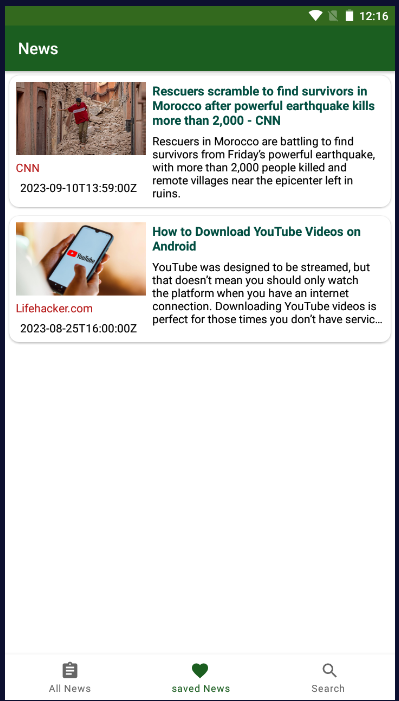 12:16
News
Rescuers scramble to find survivors in
Morocco after powerful earthquake kills
more than 2,000 - CNN
Rescuers in Morocco are battling to find
survivors from Friday's powerful earthquake,
with more than 2,000 people killed and
remote villages near the epicenter left in
ruins.
CNN
2023-09-10T13:59:00Z
How to Download YouTube Videos on
Android
YouTube was designed to be streamed, but
that doesn't mean you should only watch
the platform when you have an internet
connection. Downloading YouTube videos is
perfect for those times you don't have servic...
YouTube
Lifehacker.com
2023-08-25T16:00:00Z
All News
saved News
Search